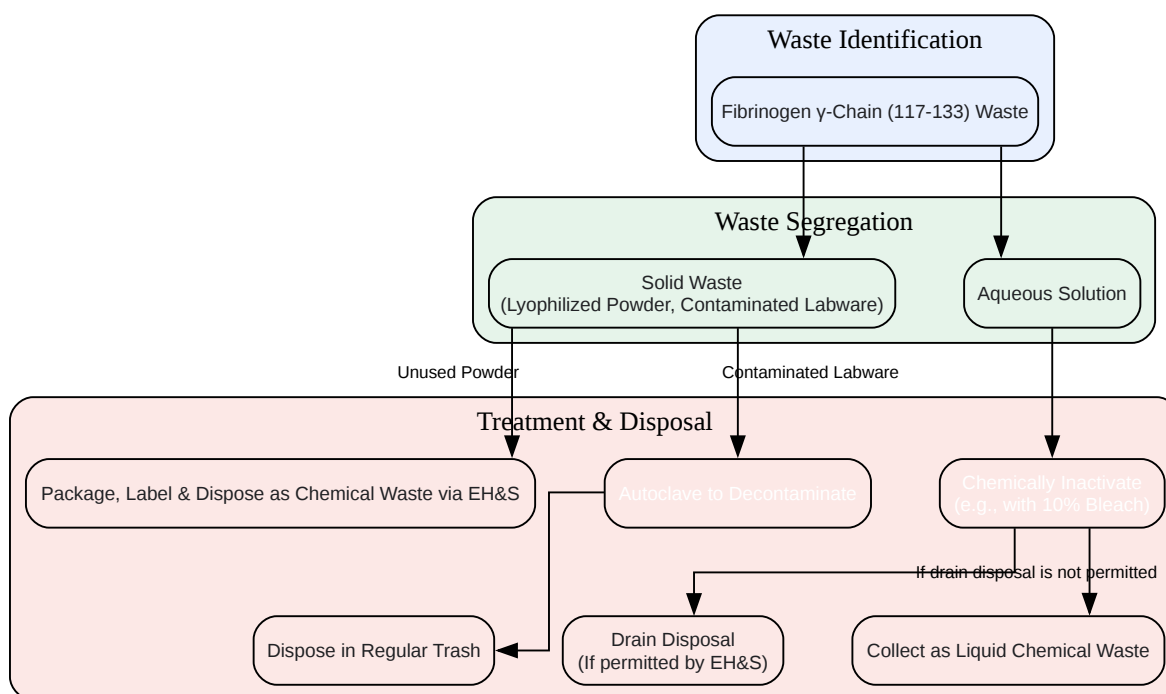 Waste Identification
Fibrinogen γ-Chain (117-133) Waste
Waste Segregation
Solid Waste
(Lyophilized Powder, Contaminated Labware)
Aqueous Solution
Unused Powder
Contaminated Labware
Treatment & Disposal
Package, Label & Dispose as Chemical Waste via EH&S
Autoclave to Decontaminate
Chemically Inactivate
(e.g., with 10% Bleach)
If drain disposal is not permitted
Dispose in Regular Trash
Drain Disposal
(If permitted by EH&S)
Collect as Liquid Chemical Waste